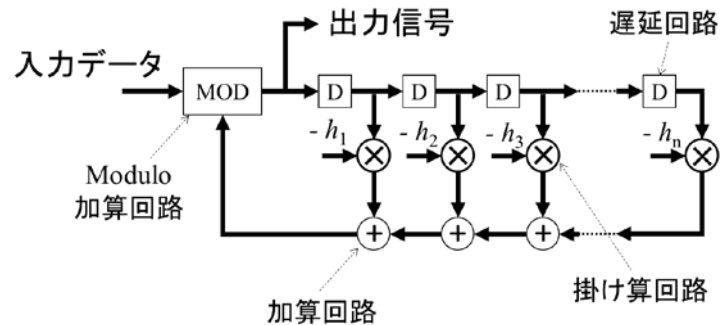 出力信号
遅延回路
入力データ
MOD
D
D
D
D
- h1
- h2
- h3
- hn
Modulo
加算回路
加算回路
掛け算回路